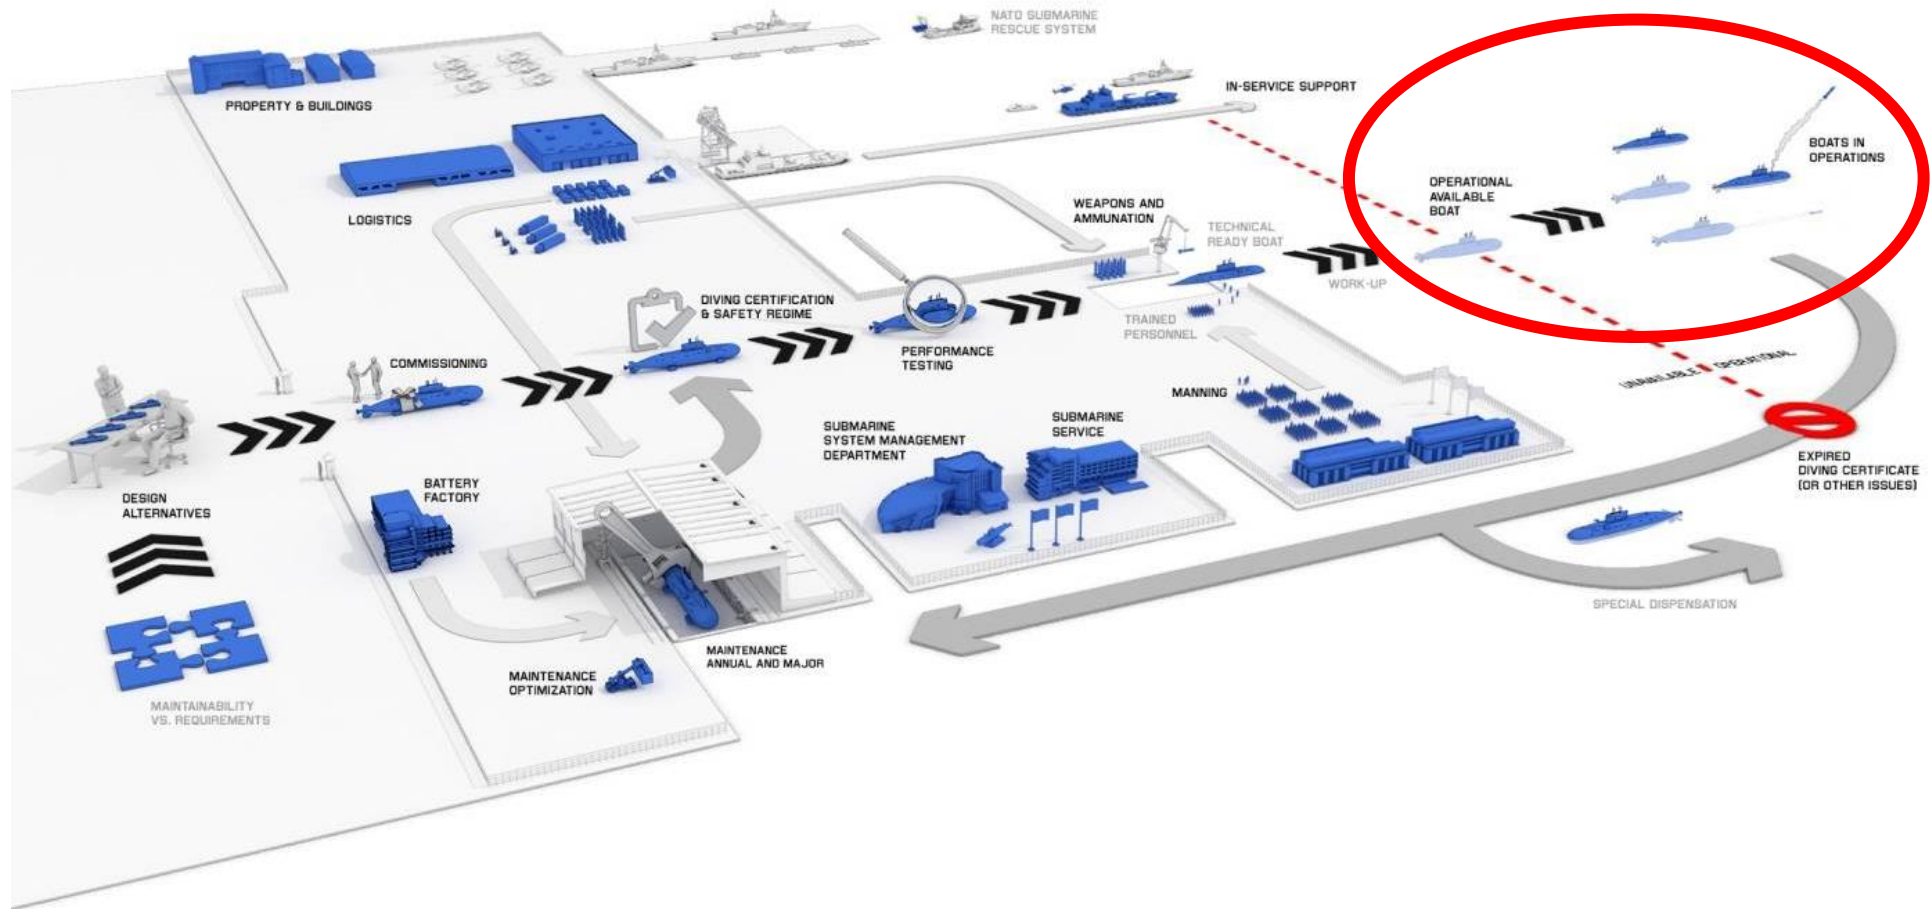 NATO SUBMARINE
RESCUE SYSTEM
PROPERTY & BUILDINGS
IN-SERVICE SUPPORT
BOATS IN
OPERATIONS
OPERATIONAL
AVAILABLE
BOAT
LOGISTICS
WEAPONS AND
AMMUNATION
TECHNICAL
READY BOAT
WORK-UP
DIVING CERTIFICATION
& SAFETY REGIME
TRAINED
PERSONNEL
PERFORMANCE
TESTING
COMMISSIONING
UNAVAILABLE OPERATIONAL
MANNING
SUBMARINE
SERVICE
SUBMARINE
SYSTEM MANAGEMENT
DEPARTMENT
EXPIRED
DIVING CERTIFICATE
(OR OTHER ISSUES)
BATTERY
FACTORY
DESIGN
ALTERNATIVES
SPECIAL DISPENSATION
MAINTENANCE
ANNUAL AND MAJOR
MAINTENANCE
OPTIMIZATION
MAINTAINABILITY
VS. REQUIREMENTS